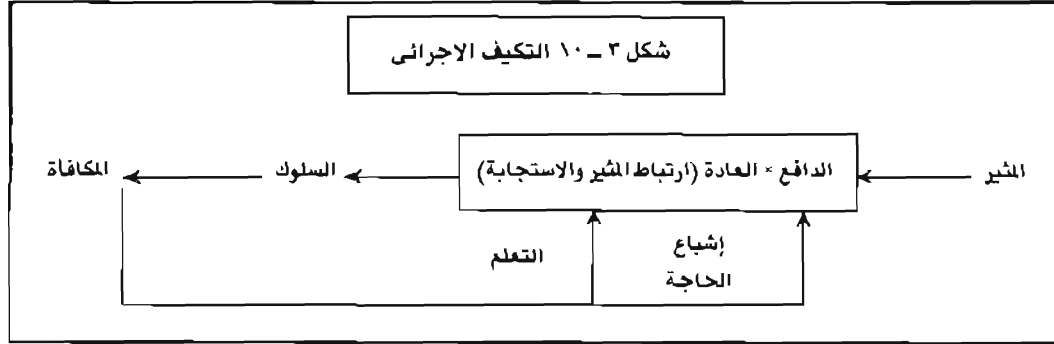 شكل ٣ – ١٠ التكيف الاجرائى
المثير
الدافع × العادة (ارتباط المثير والاستجابة)
السلوك
المكافأة
إشباع
الحاجة
التعلم